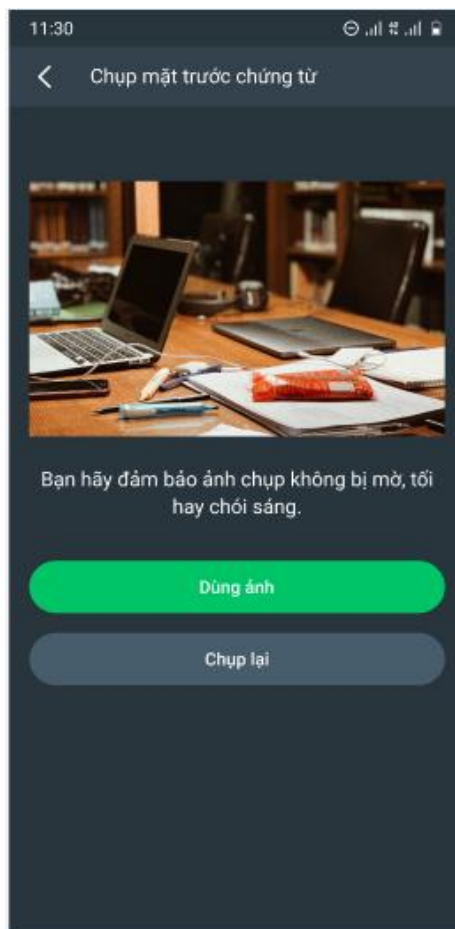 11:30
Chụp mặt trước chứng từ
Bạn hãy đảm bảo ảnh chụp không bị mờ, tối
hay chói sáng.
Dùng ảnh
Chụp lại